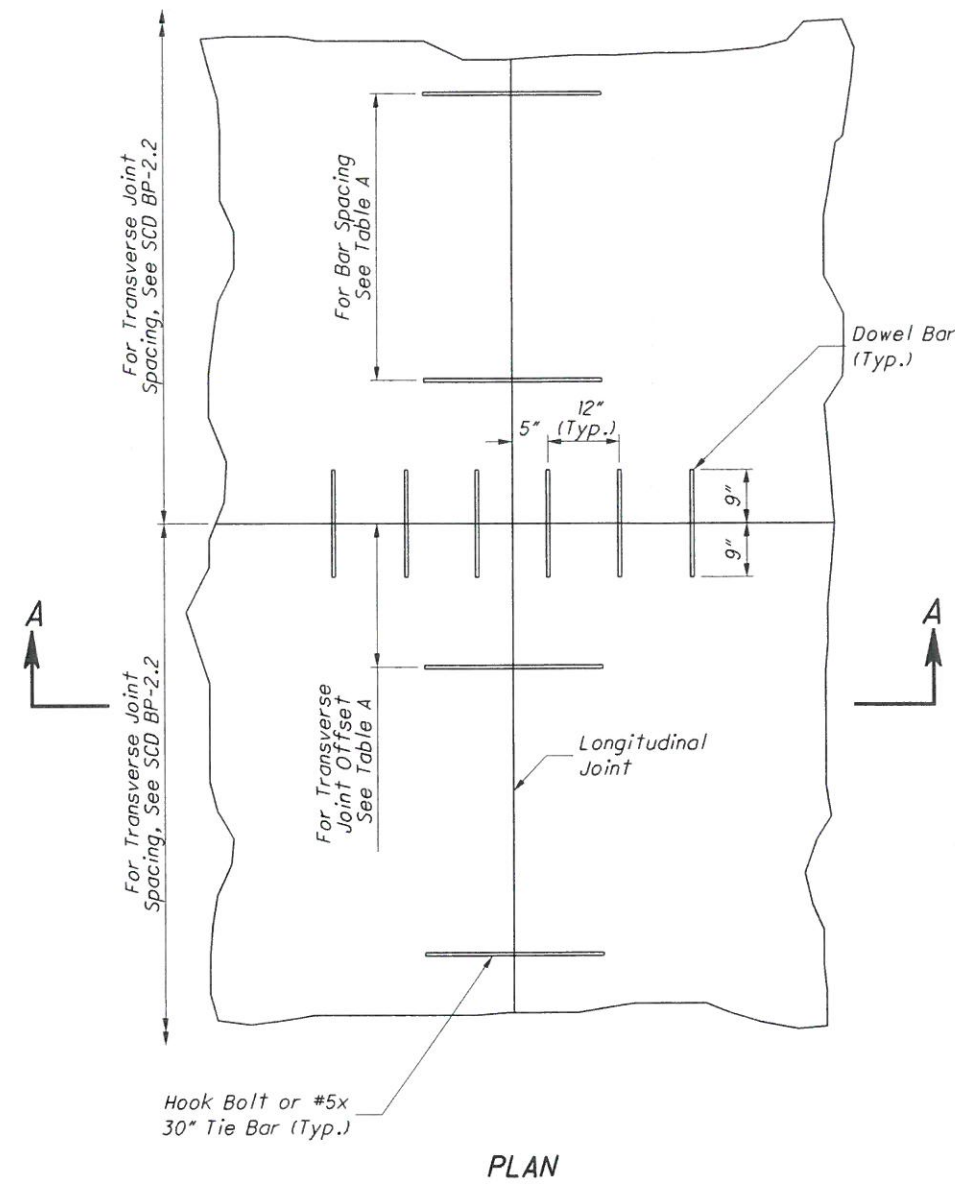 For Transverse Joint
Spacing, See SCD BP-2.2
For Bar Spacing
See Table A
Dowel Bar
(Typ.)
12"
5" (Typ.)
9"
9"
A
A
For Transverse Joint
Spacing, See SCD BP-2.2
For Transverse
Joint Offset
See Table A
Longitudinal
Joint
Hook Bolt or #5x
30" Tie Bar (Typ.)
PLAN